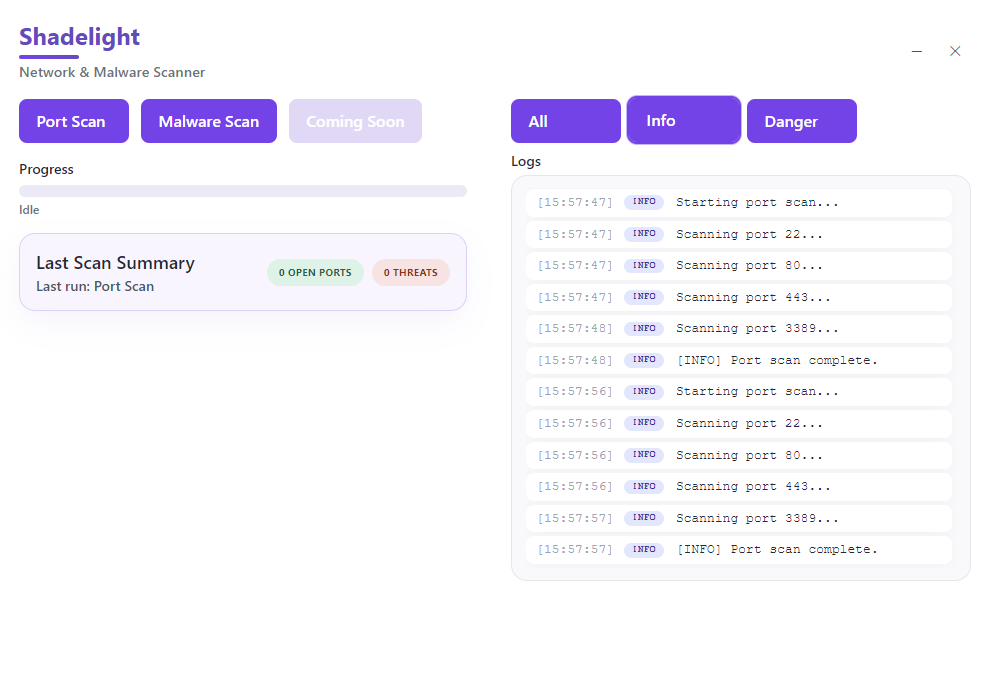 Shadelight
Network & Malware Scanner
Port Scan
Malware Scan
Coming Soon
Progress
Idle
Last Scan Summary
Last run: Port Scan
0 OPEN PORTS
0 THREATS
All
Info
Danger
Logs
[15:57:47] INFO Starting port scan...
[15:57:47] INFO Scanning port 22...
[15:57:47] INFO Scanning port 80...
[15:57:47] INFO Scanning port 443...
[15:57:48] INFO Scanning port 3389...
[15:57:48] INFO [INFO] Port scan complete.
[15:57:56] INFO Starting port scan...
[15:57:56] INFO Scanning port 22...
[15:57:56] INFO Scanning port 80...
[15:57:56] INFO Scanning port 443...
[15:57:57] INFO Scanning port 3389...
[15:57:57] INFO [INFO] Port scan complete.